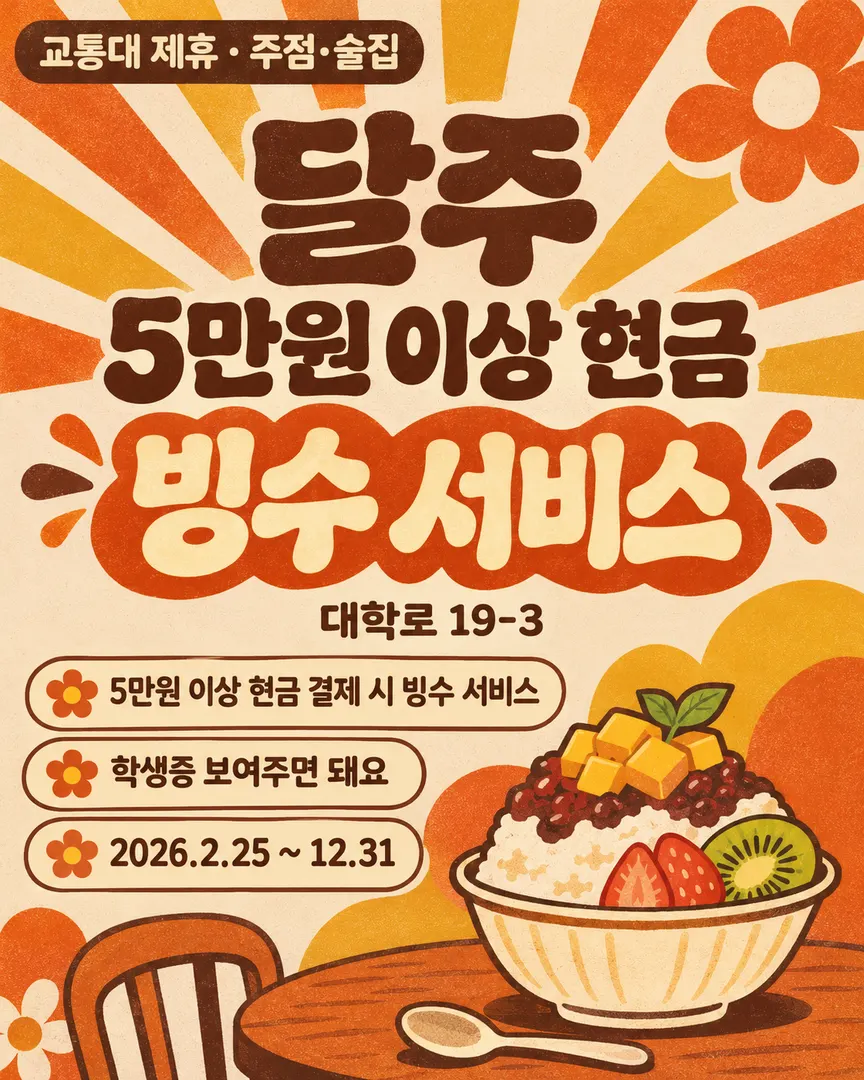 교통대 제휴 · 주점·술집
달주
5만원 이상 현금
빙수 서비스
대학로 19-3
5만원 이상 현금 결제 시 빙수 서비스
학생증 보여주면 돼요
2026.2.25 ~ 12.31